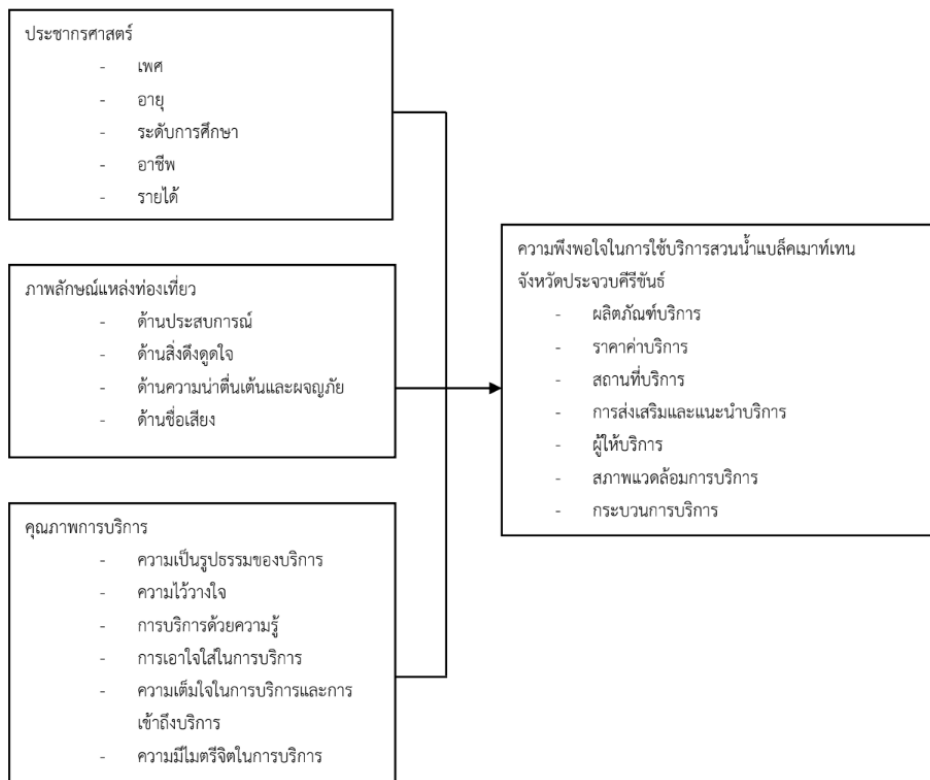 ประชากรศาสตร์
- เพศ
- อายุ
- ระดับการศึกษา
- อาชีพ
- รายได้
ภาพลักษณ์แหล่งท่องเที่ยว
- ด้านประสบการณ์
- ด้านสิ่งดึงดูดใจ
- ด้านความน่าตื่นเต้นและผจญภัย
- ด้านชื่อเสียง
คุณภาพการบริการ
- ความเป็นรูปธรรมของบริการ
- ความไว้วางใจ
- การบริการด้วยความรู้
- การเอาใจใส่ในการบริการ
- ความเต็มใจในการบริการและการ
เข้าถึงบริการ
- ความมีไมตรีจิตในการบริการ
ความพึงพอใจในการใช้บริการสวนน้ำแบล็คเมาท์เทน
จังหวัดประจวบคีรีขันธ์
- ผลิตภัณฑ์บริการ
- ราคาค่าบริการ
- สถานที่บริการ
- การส่งเสริมและแนะนำบริการ
- ผู้ให้บริการ
- สภาพแวดล้อมการบริการ
- กระบวนการบริการ